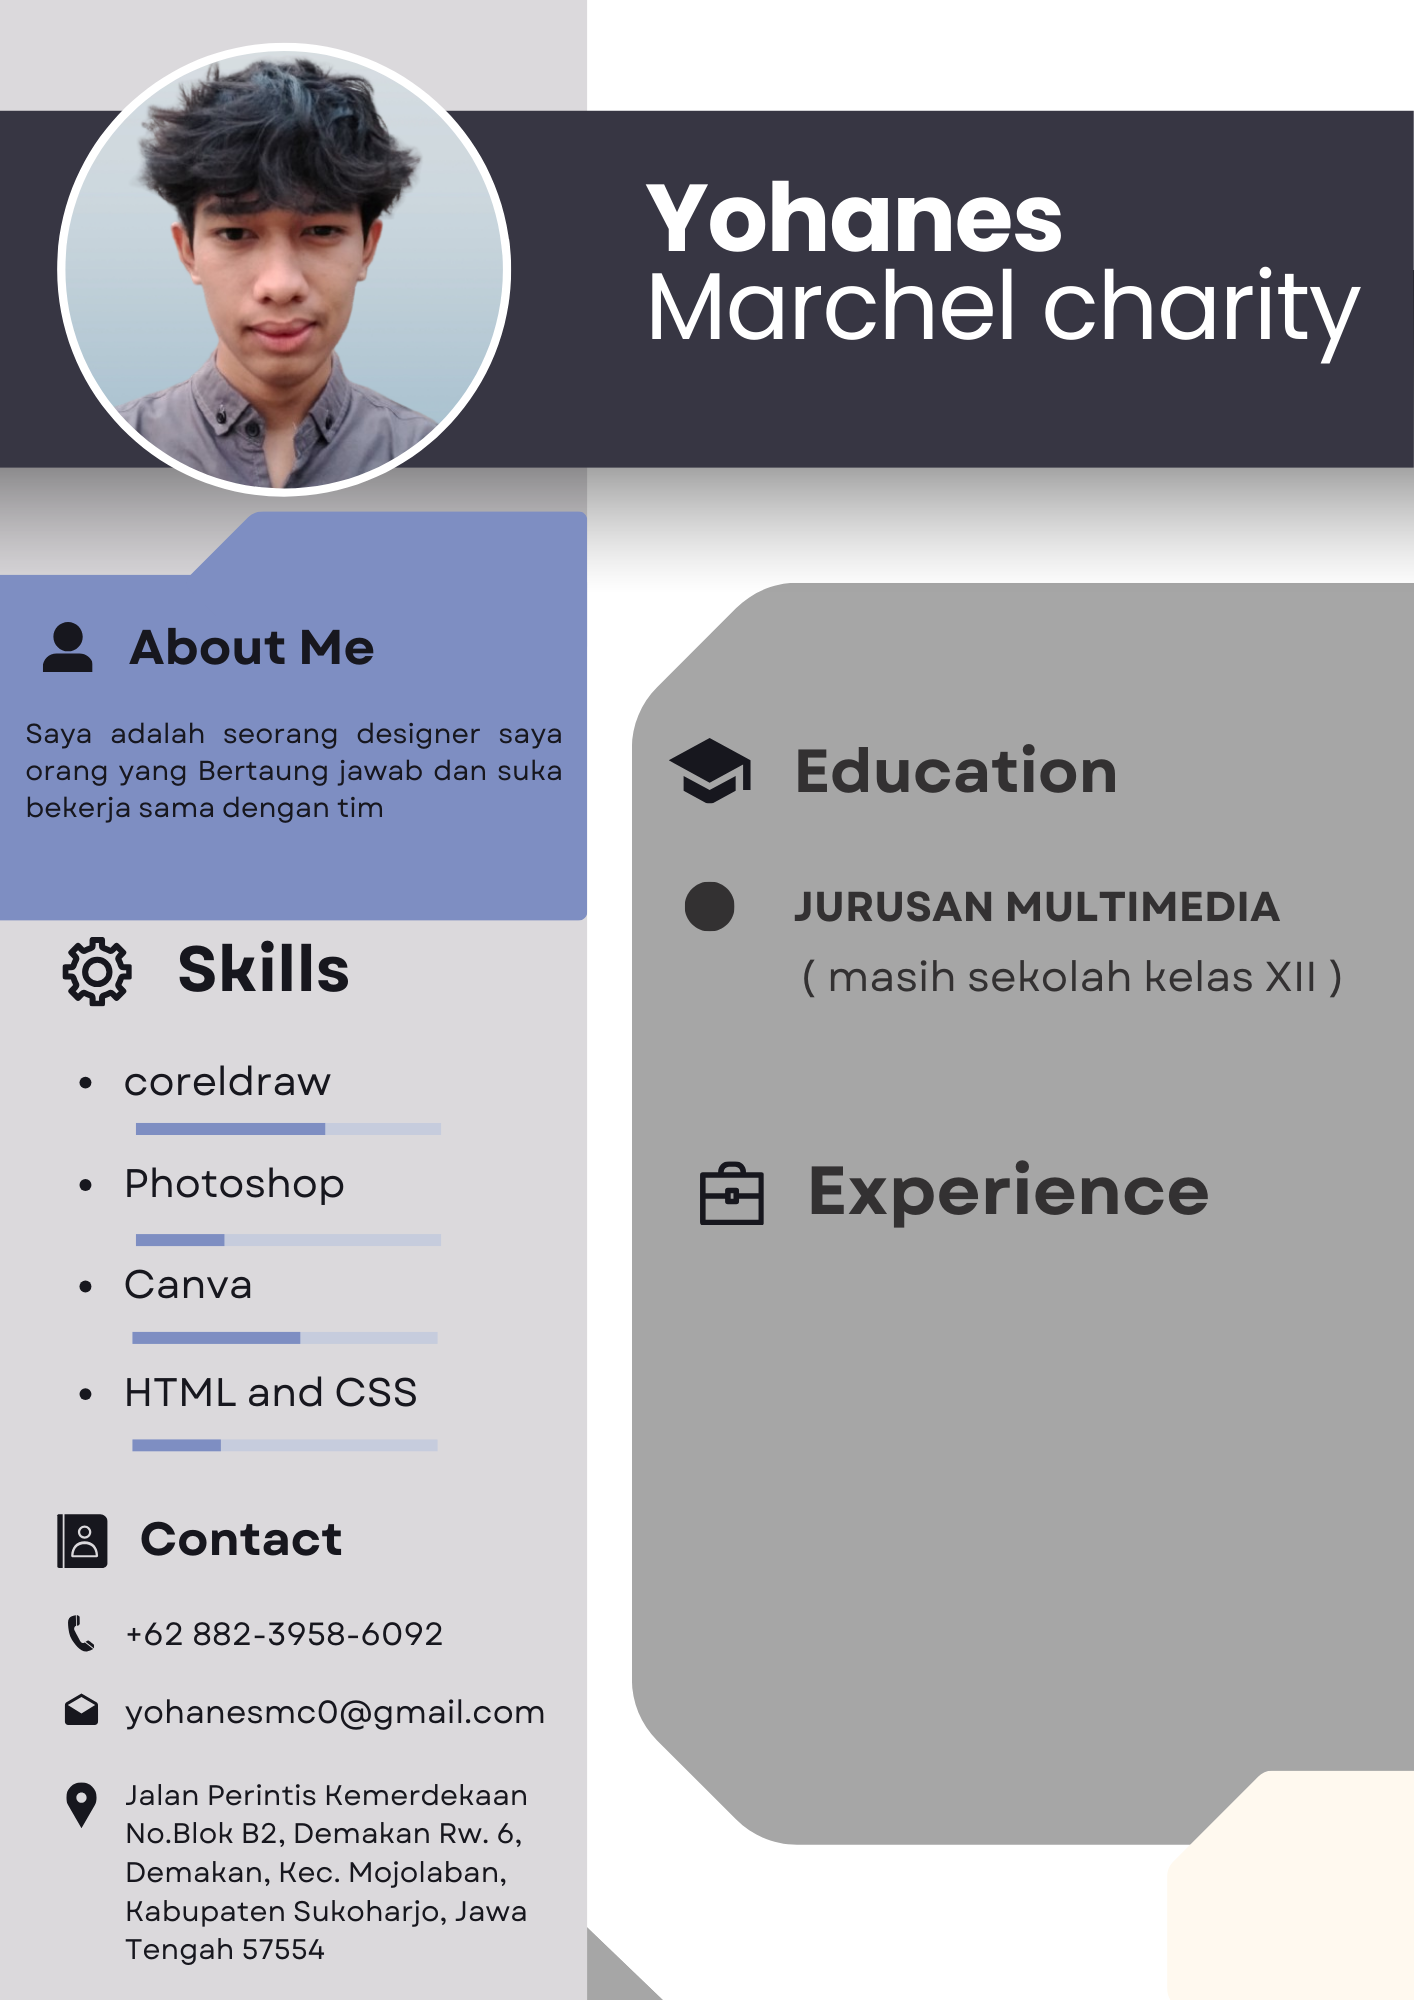 Yohanes
Marchel charity
About Me
Saya adalah seorang designer saya
orang yang Bertaung jawab dan suka
bekerja sama dengan tim
Skills
• coreldraw
• Photoshop
• Canva
• HTML and CSS
Contact
+62 882-3958-6092
yohanesmc0@gmail.com
Jalan Perintis Kemerdekaan
No.Blok B2, Demakan Rw. 6,
Demakan, Kec. Mojolaban,
Kabupaten Sukoharjo, Jawa
Tengah 57554
Education
JURUSAN MULTIMEDIA
( masih sekolah kelas XII )
Experience